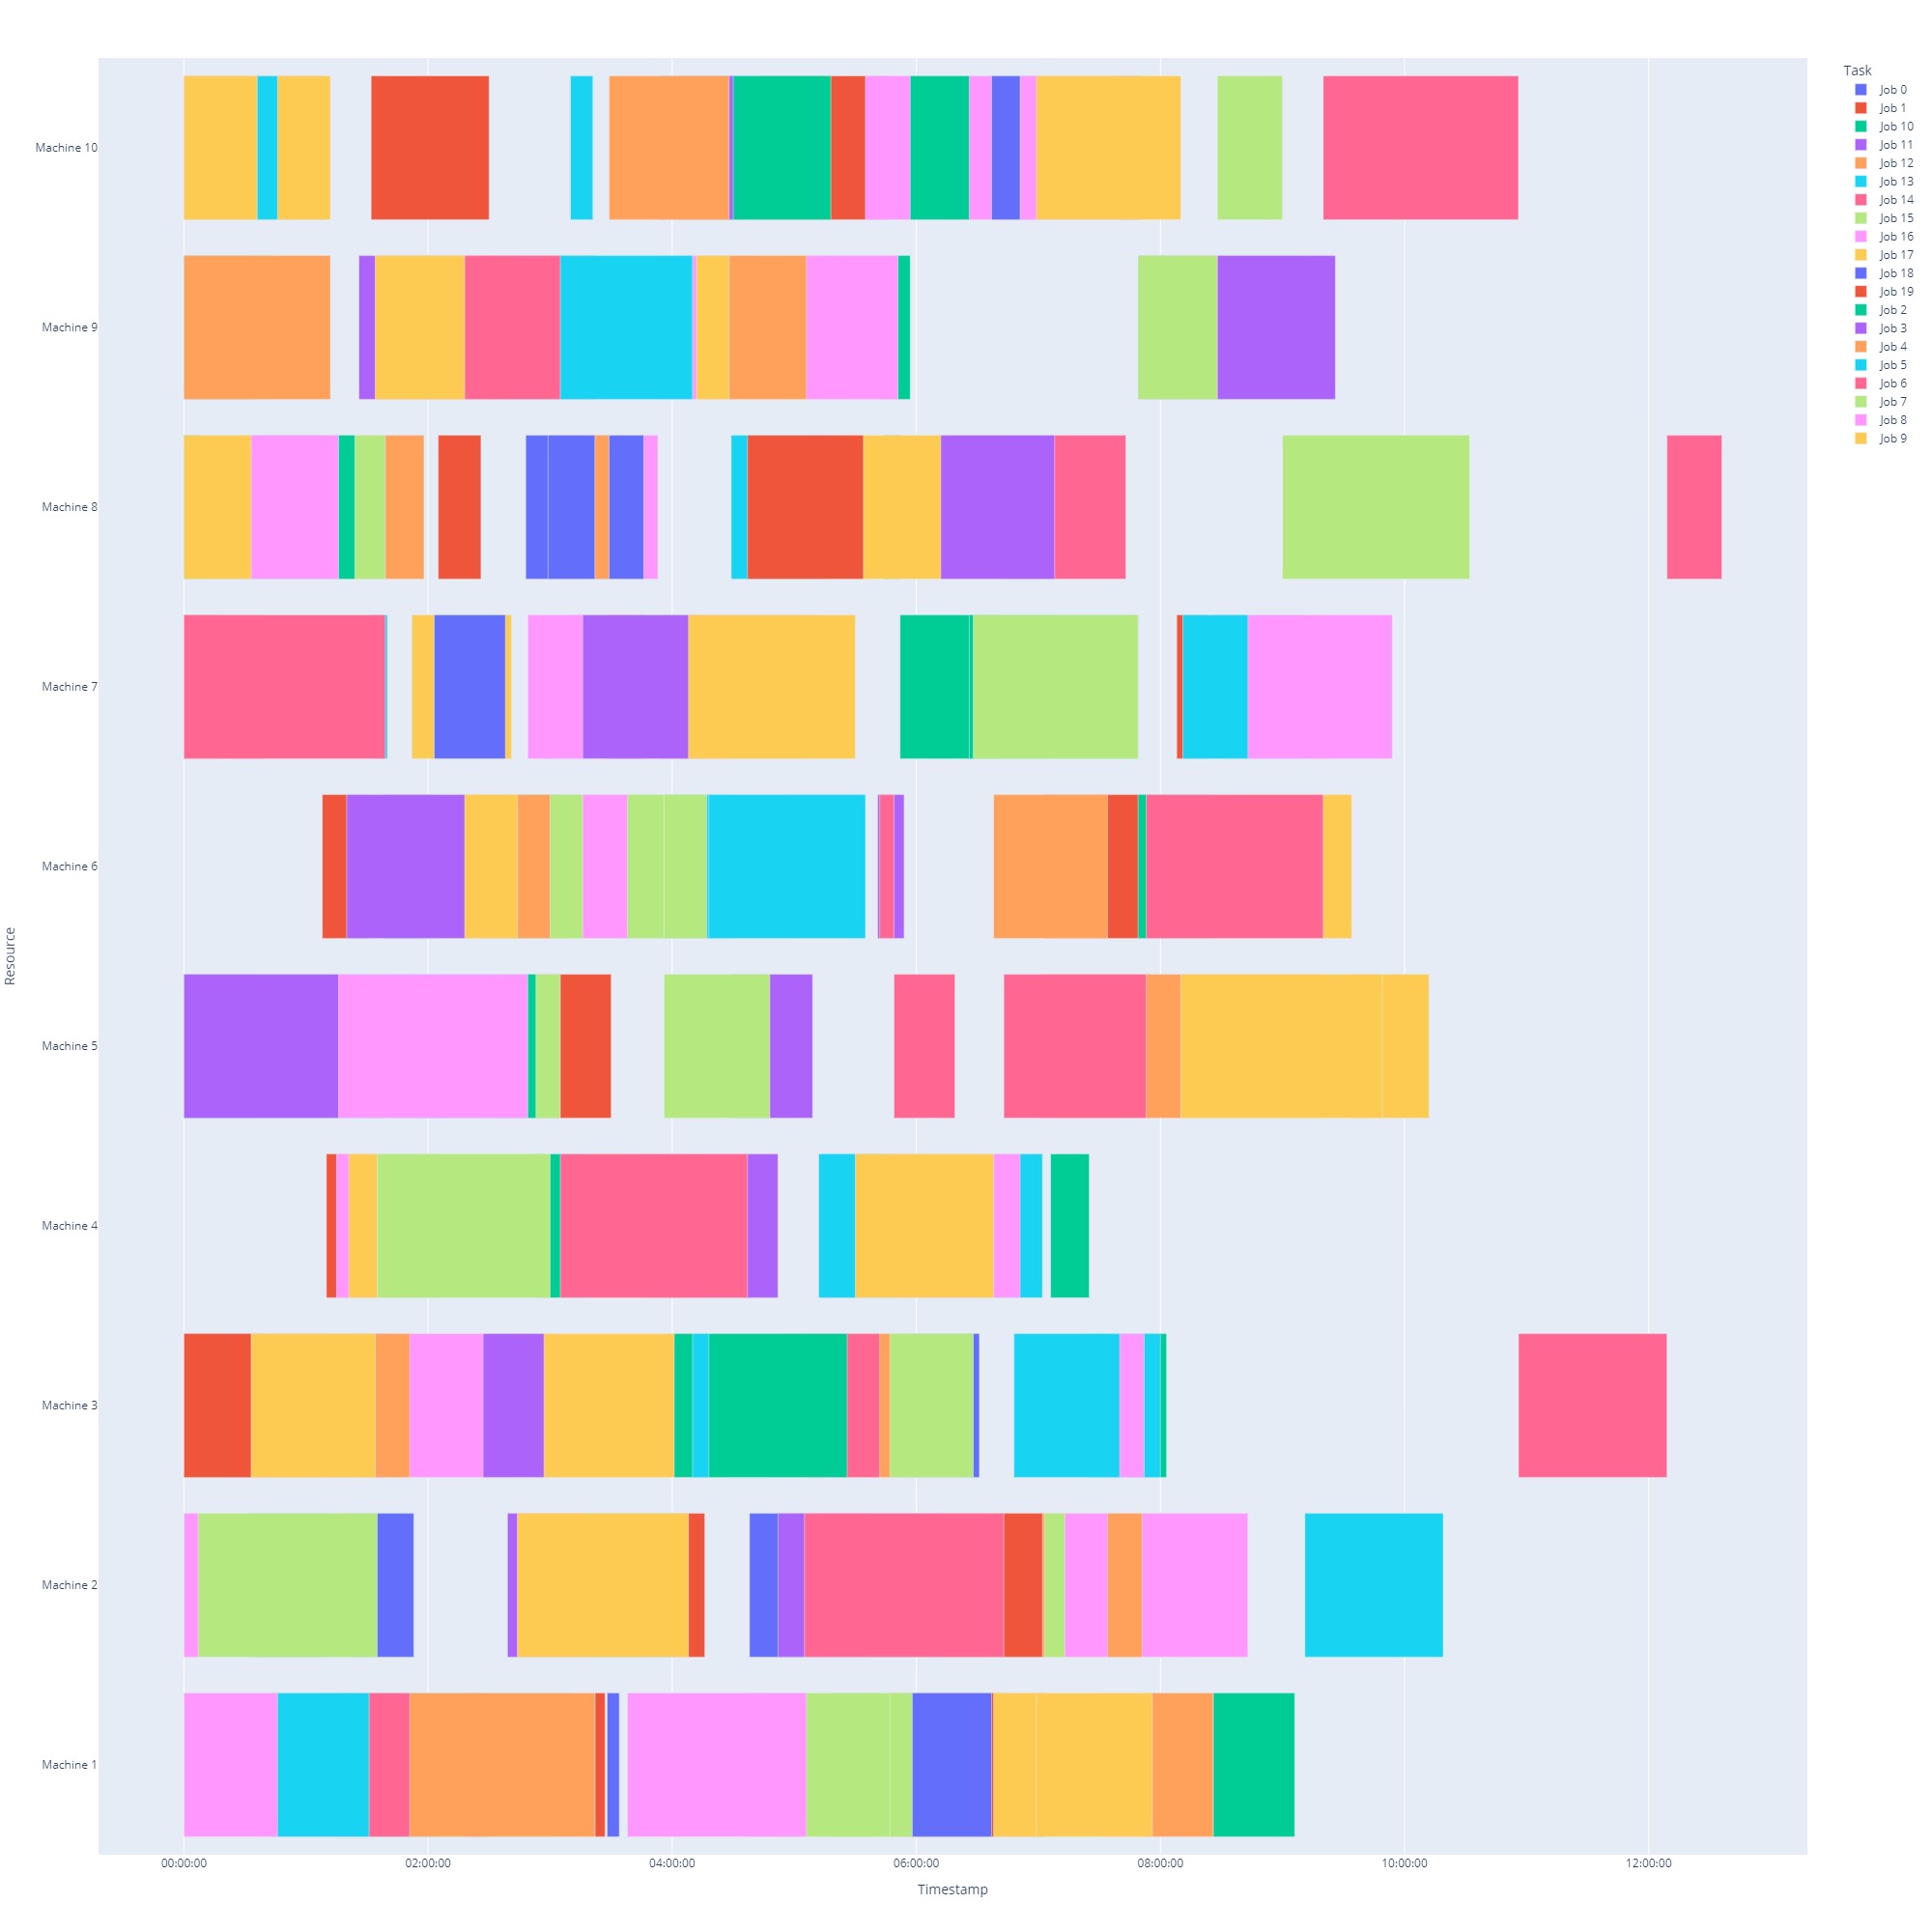 Task
Job 0
Job 1
Job 10
Job 11
Job 12
Job 13
Job 14
Job 15
Job 16
Job 17
Job 18
Job 19
Job 2
Job 3
Job 4
Job 5
Job 6
Job 7
Job 8
Job 9
Machine 10
Machine 9
Machine 8
Machine 7
Machine 6
Machine 5
Machine 4
Machine 3
Machine 2
Machine 1
Resource
00:00:00 02:00:00 04:00:00 06:00:00 08:00:00 10:00:00 12:00:00
Timestamp